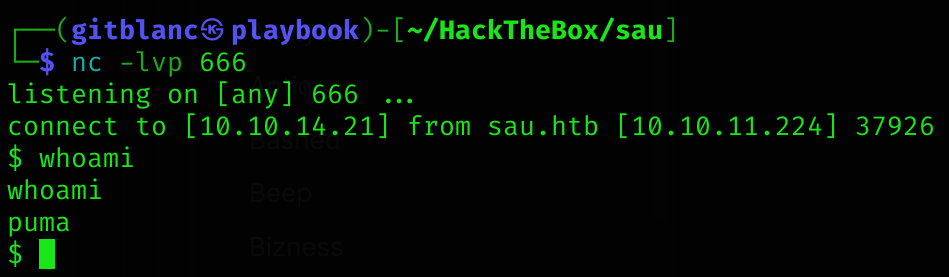 ┌──(gitblanc㉿playbook)-[~/HackTheBox/sau]
└─$ nc -lvp 666
listening on [any] 666 ...
connect to [10.10.14.21] from sau.htb [10.10.11.224] 37926
Bashed
$ whoami
whoami
Beep
puma
$
Bizness